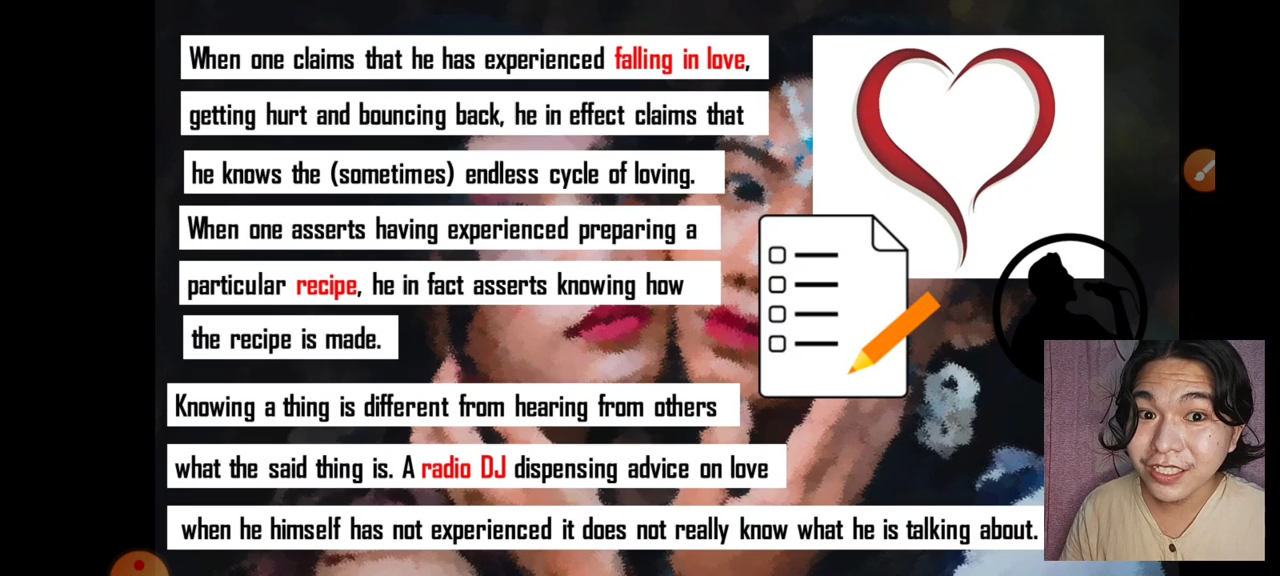 When one claims that he has experienced falling in love,
getting hurt and bouncing back, he in effect claims that
he knows the (sometimes) endless cycle of loving.
When one asserts having experienced preparing a
particular recipe, he in fact asserts knowing how
the recipe is made.
Knowing a thing is different from hearing from others
what the said thing is. A radio DJ dispensing advice on love
when he himself has not experienced it does not really know what he is talking about.